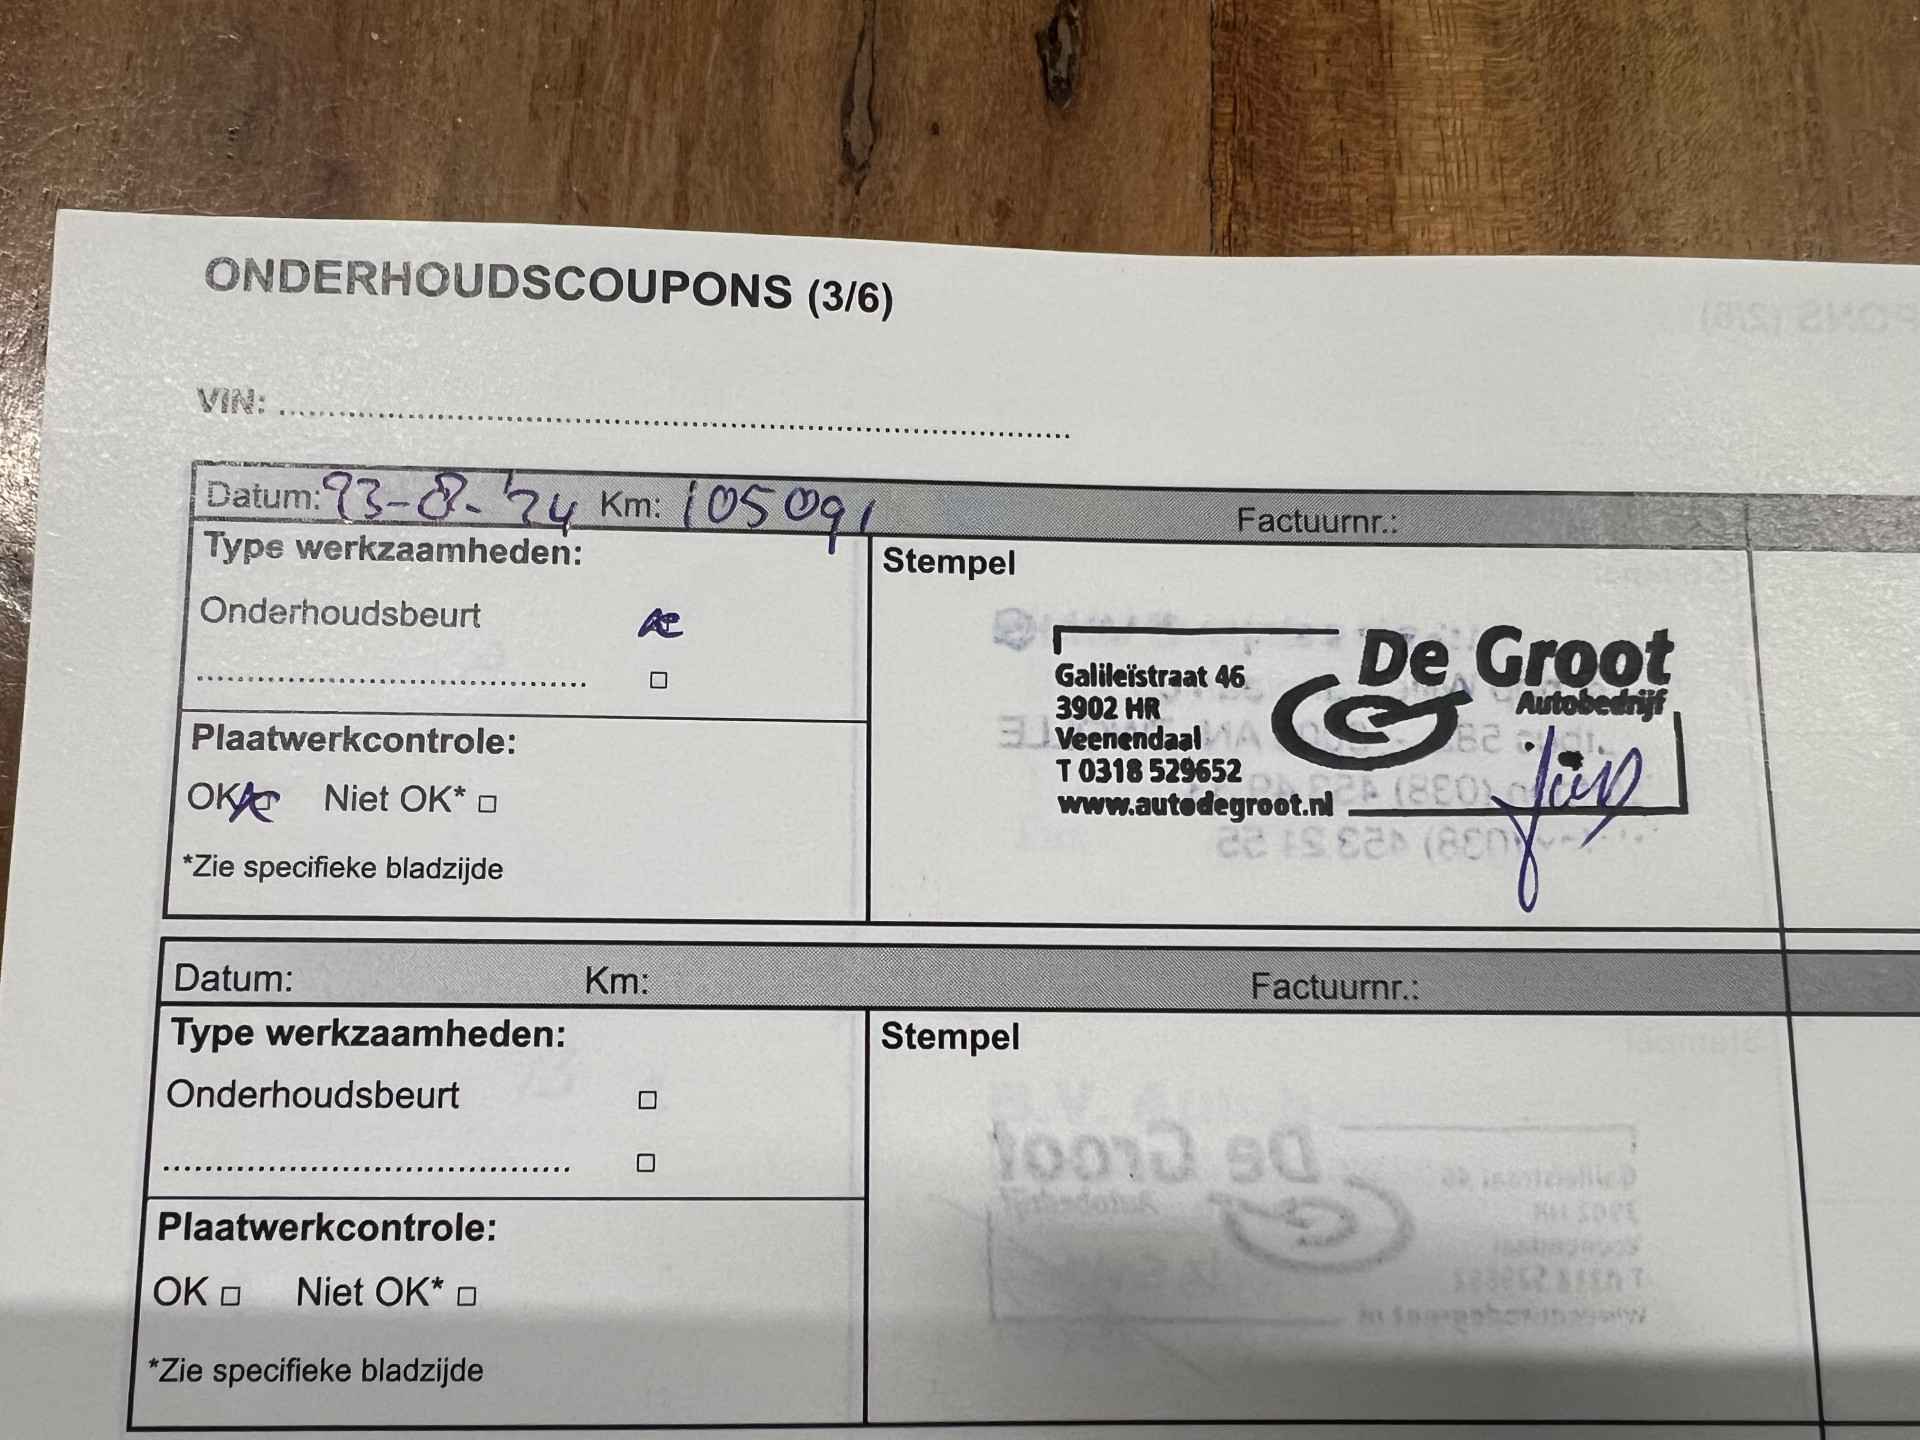 ONDERHOUDSCOUPONS (3/6)
VIN:
Datum: 23-8-'24 Km: 105091 Factuurnr.:
Type werkzaamheden:
Onderhoudsbeurt
Plaatwerkcontrole:
OK Niet OK*
*Zie specifieke bladzijde
Stempel
De Groot
Autobedrijf
Galileïstraat 46
3902 HR
Veenendaal
T 0318 529652
www.autodegroot.nl
Datum: Km: Factuurnr.:
Type werkzaamheden:
Onderhoudsbeurt
Plaatwerkcontrole:
OK Niet OK*
*Zie specifieke bladzijde
Stempel